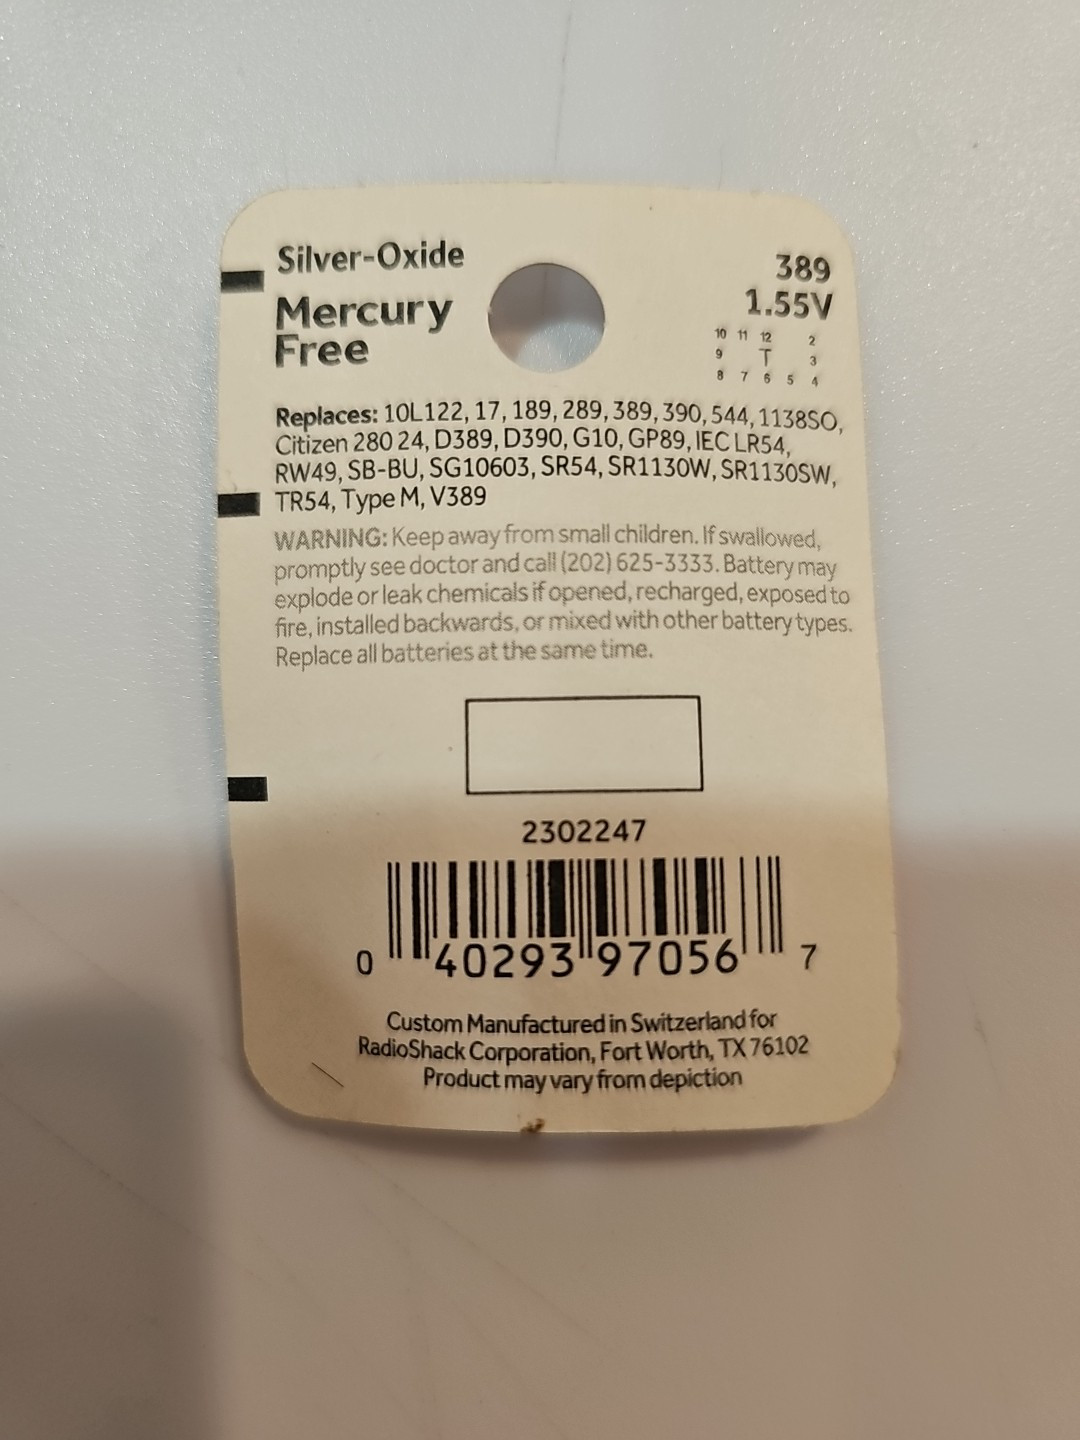 Silver-Oxide
Mercury
Free
389
1.55V
10 11 12 2
9 T 3
8 7 6 5 4
Replaces: 10L122, 17, 189, 289, 389, 390, 544, 1138SO,
Citizen 280 24, D389, D390, G10, GP89, IEC LR54,
RW49, SB-BU, SG10603, SR54, SR1130W, SR1130SW,
TR54, Type M, V389
WARNING: Keep away from small children. If swallowed,
promptly see doctor and call (202) 625-3333. Battery may
explode or leak chemicals if opened, recharged, exposed to
fire, installed backwards, or mixed with other battery types.
Replace all batteries at the same time.
2302247
0 40293 97056 7
Custom Manufactured in Switzerland for
RadioShack Corporation, Fort Worth, TX 76102
Product may vary from depiction